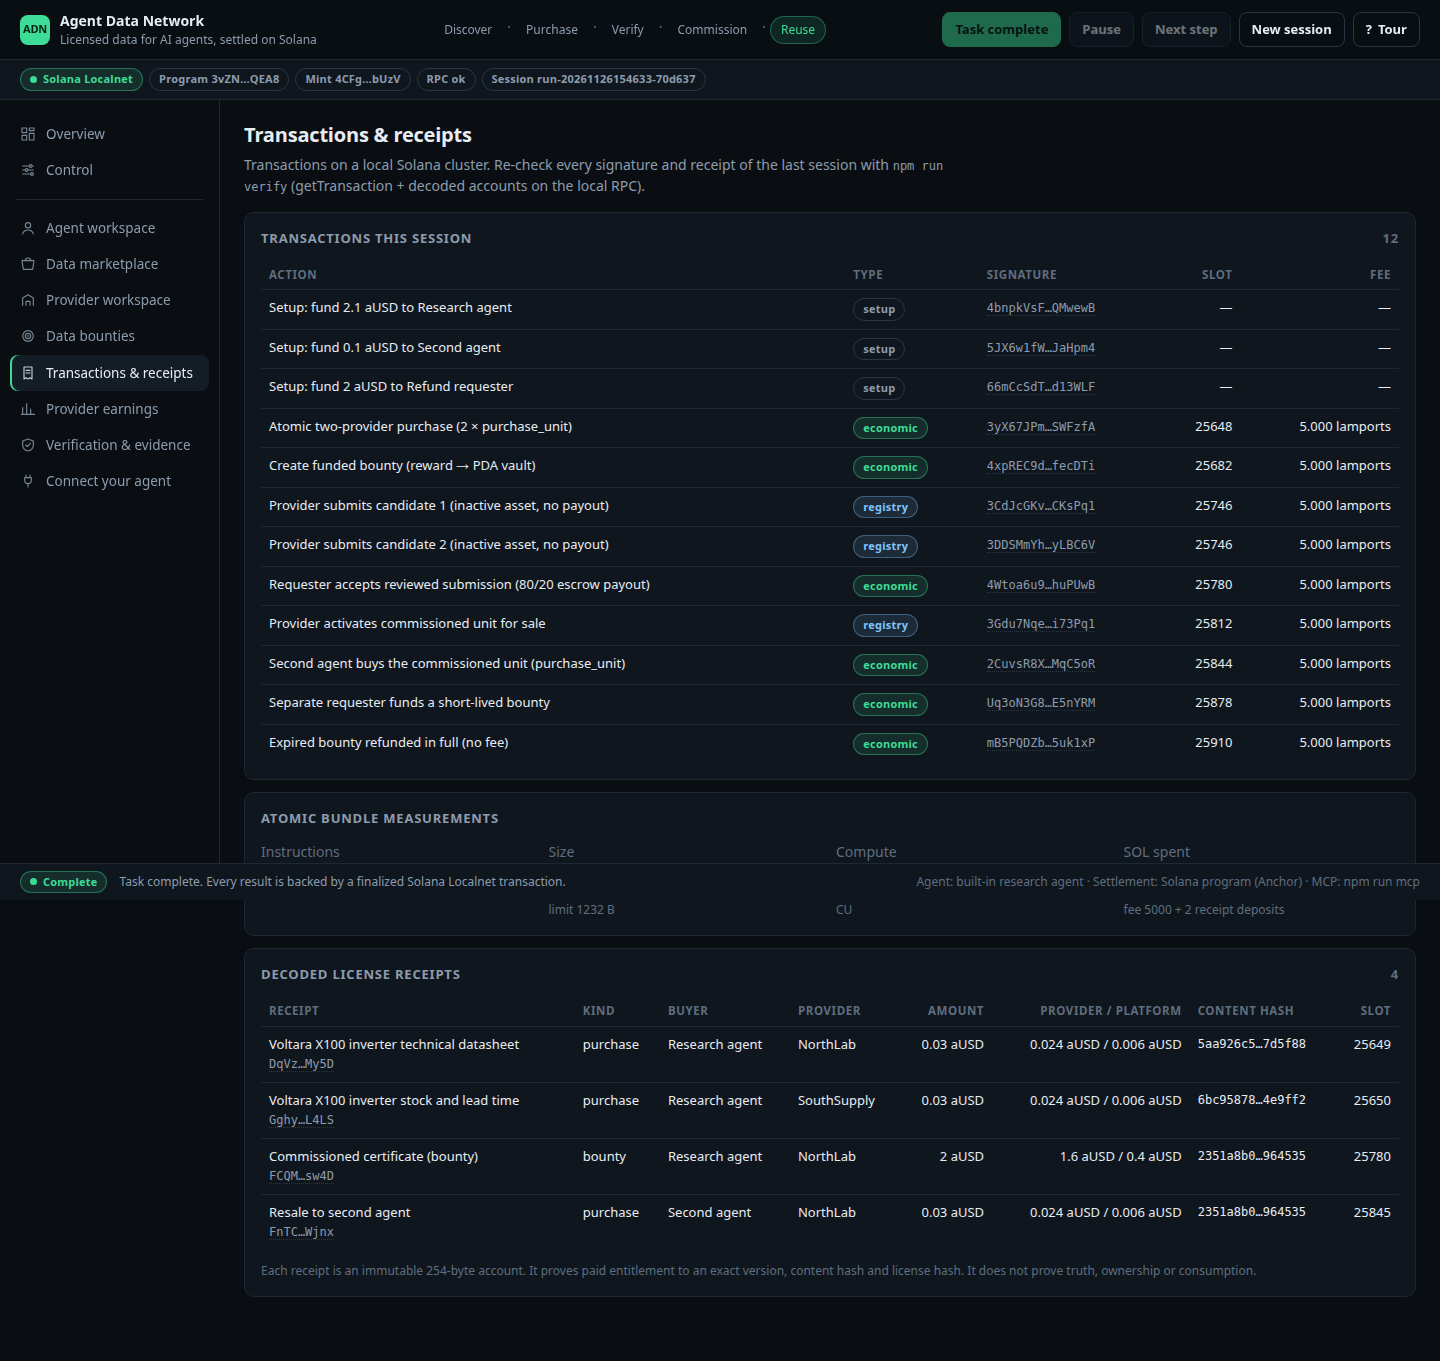 ADN
Agent Data Network
Licensed data for AI agents, settled on Solana
Discover · Purchase · Verify · Commission · Reuse
Task complete
Pause
Next step
New session
? Tour
Solana Localnet
Program 3vZN…QEA8
Mint 4CFg…bUzV
RPC ok
Session run-20261126154633-70d637
Overview
Control
Agent workspace
Data marketplace
Provider workspace
Data bounties
Transactions & receipts
Provider earnings
Verification & evidence
Connect your agent
Transactions & receipts
Transactions on a local Solana cluster. Re-check every signature and receipt of the last session with npm run
verify (getTransaction + decoded accounts on the local RPC).
TRANSACTIONS THIS SESSION 12
ACTION TYPE SIGNATURE SLOT FEE
Setup: fund 2.1 aUSD to Research agent setup 4bnpkVsF…QMwewB — —
Setup: fund 0.1 aUSD to Second agent setup 5JX6w1fW…JaHpm4 — —
Setup: fund 2 aUSD to Refund requester setup 66mCcSdT…d13WLF — —
Atomic two-provider purchase (2 × purchase_unit) economic 3yX67JPm…SWFzfA 25648 5.000 lamports
Create funded bounty (reward → PDA vault) economic 4xpREC9d…fecDTi 25682 5.000 lamports
Provider submits candidate 1 (inactive asset, no payout) registry 3CdJcGKv…CKsPq1 25746 5.000 lamports
Provider submits candidate 2 (inactive asset, no payout) registry 3DDSMmYh…yLBC6V 25746 5.000 lamports
Requester accepts reviewed submission (80/20 escrow payout) economic 4Wtoa6u9…huPUwB 25780 5.000 lamports
Provider activates commissioned unit for sale registry 3Gdu7Nqe…i73Pq1 25812 5.000 lamports
Second agent buys the commissioned unit (purchase_unit) economic 2CuvsR8X…MqC5oR 25844 5.000 lamports
Separate requester funds a short-lived bounty economic Uq3oN3G8…E5nYRM 25878 5.000 lamports
Expired bounty refunded in full (no fee) economic mB5PQDZb…5uk1xP 25910 5.000 lamports
ATOMIC BUNDLE MEASUREMENTS
Instructions Size Compute SOL spent
Complete Task complete. Every result is backed by a finalized Solana Localnet transaction. Agent: built-in research agent · Settlement: Solana program (Anchor) · MCP: npm run mcp
limit 1232 B CU fee 5000 + 2 receipt deposits
DECODED LICENSE RECEIPTS 4
RECEIPT KIND BUYER PROVIDER AMOUNT PROVIDER / PLATFORM CONTENT HASH SLOT
Voltara X100 inverter technical datasheet purchase Research agent NorthLab 0.03 aUSD 0.024 aUSD / 0.006 aUSD 5aa926c5…7d5f88 25649
DqVz…My5D
Voltara X100 inverter stock and lead time purchase Research agent SouthSupply 0.03 aUSD 0.024 aUSD / 0.006 aUSD 6bc95878…4e9ff2 25650
Gghy…L4LS
Commissioned certificate (bounty) bounty Research agent NorthLab 2 aUSD 1.6 aUSD / 0.4 aUSD 2351a8b0…964535 25780
FCQM…sw4D
Resale to second agent purchase Second agent NorthLab 0.03 aUSD 0.024 aUSD / 0.006 aUSD 2351a8b0…964535 25845
FnTC…Wjnx
Each receipt is an immutable 254-byte account. It proves paid entitlement to an exact version, content hash and license hash. It does not prove truth, ownership or consumption.